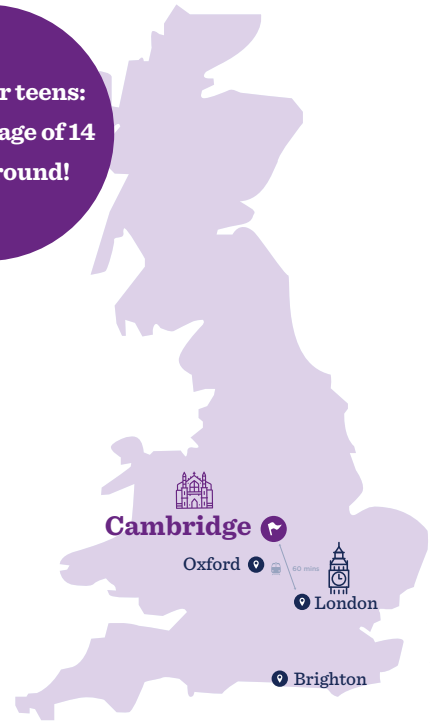 r teens:
age of 14
round!
Cambridge
Oxford
60 mins
London
Brighton